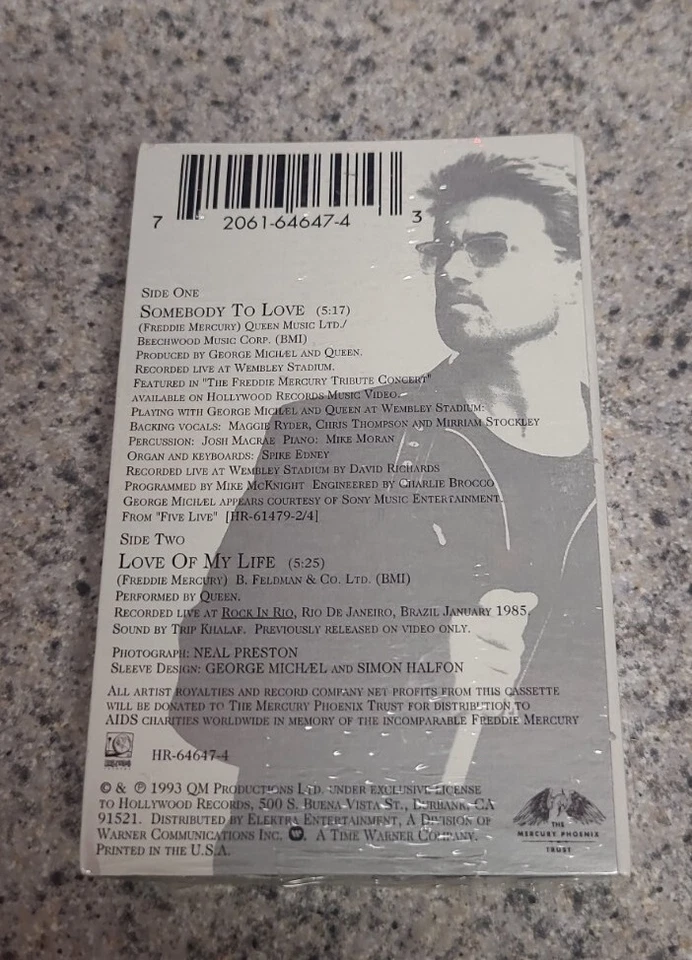 7 2061-64647-4 3
SIDE ONE
SOMEBODY TO LOVE (5:17)
(FREDDIE MERCURY) QUEEN MUSIC LTD./
BEECHWOOD MUSIC CORP. (BMI)
PRODUCED BY GEORGE MICHÆL AND QUEEN.
RECORDED LIVE AT WEMBLEY STADIUM.
FEATURED IN "THE FREDDIE MERCURY TRIBUTE CONCERT"
AVAILABLE ON HOLLYWOOD RECORDS MUSIC VIDEO.
PLAYING WITH GEORGE MICHÆL AND QUEEN AT WEMBLEY STADIUM:
BACKING VOCALS: MAGGIE RYDER, CHRIS THOMPSON AND MIRRIAM STOCKLEY
PERCUSSION: JOSH MACRAE PIANO: MIKE MORAN
ORGAN AND KEYBOARDS: SPIKE EDNEY
RECORDED LIVE AT WEMBLEY STADIUM BY DAVID RICHARDS
PROGRAMMED BY MIKE MCKNIGHT ENGINEERED BY CHARLIE BROCCO
GEORGE MICHÆL APPEARS COURTESY OF SONY MUSIC ENTERTAINMENT.
FROM "FIVE LIVE" [HR-61479-2/4]
SIDE TWO
LOVE OF MY LIFE (5:25)
(FREDDIE MERCURY) B. FELDMAN & CO. LTD. (BMI)
PERFORMED BY QUEEN.
RECORDED LIVE AT ROCK IN RIO, RIO DE JANEIRO, BRAZIL JANUARY 1985.
SOUND BY TRIP KHALAF. PREVIOUSLY RELEASED ON VIDEO ONLY.
PHOTOGRAPH: NEAL PRESTON
SLEEVE DESIGN: GEORGE MICHÆL AND SIMON HALFON
ALL ARTIST ROYALTIES AND RECORD COMPANY NET PROFITS FROM THIS CASSETTE
WILL BE DONATED TO THE MERCURY PHOENIX TRUST FOR DISTRIBUTION TO
AIDS CHARITIES WORLDWIDE IN MEMORY OF THE INCOMPARABLE FREDDIE MERCURY
HR-64647-4
© & ℗ 1993 QM PRODUCTIONS LTD. UNDER EXCLUSIVE LICENSE
TO HOLLYWOOD RECORDS, 500 S. BUENA VISTA ST., BURBANK, CA
91521. DISTRIBUTED BY ELEKTRA ENTERTAINMENT, A DIVISION OF
WARNER COMMUNICATIONS INC. A TIME WARNER COMPANY.
PRINTED IN THE U.S.A.
THE
MERCURY PHOENIX
TRUST